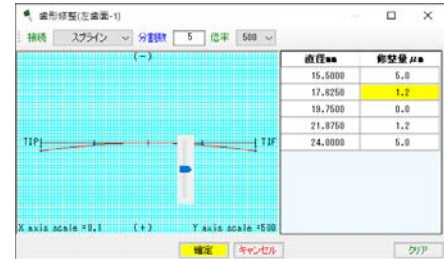 歯形修整(左歯面-1)
接続 スプライン 分割数 5 倍率 500
(-)
TIP TIF
X axis scale =0.1 (+) Y axis scale =500
直径mm 修整量μm
15.5000 5.0
17.6250 1.2
19.7500 0.0
21.8750 1.2
24.0000 5.0
確定 キャンセル クリア